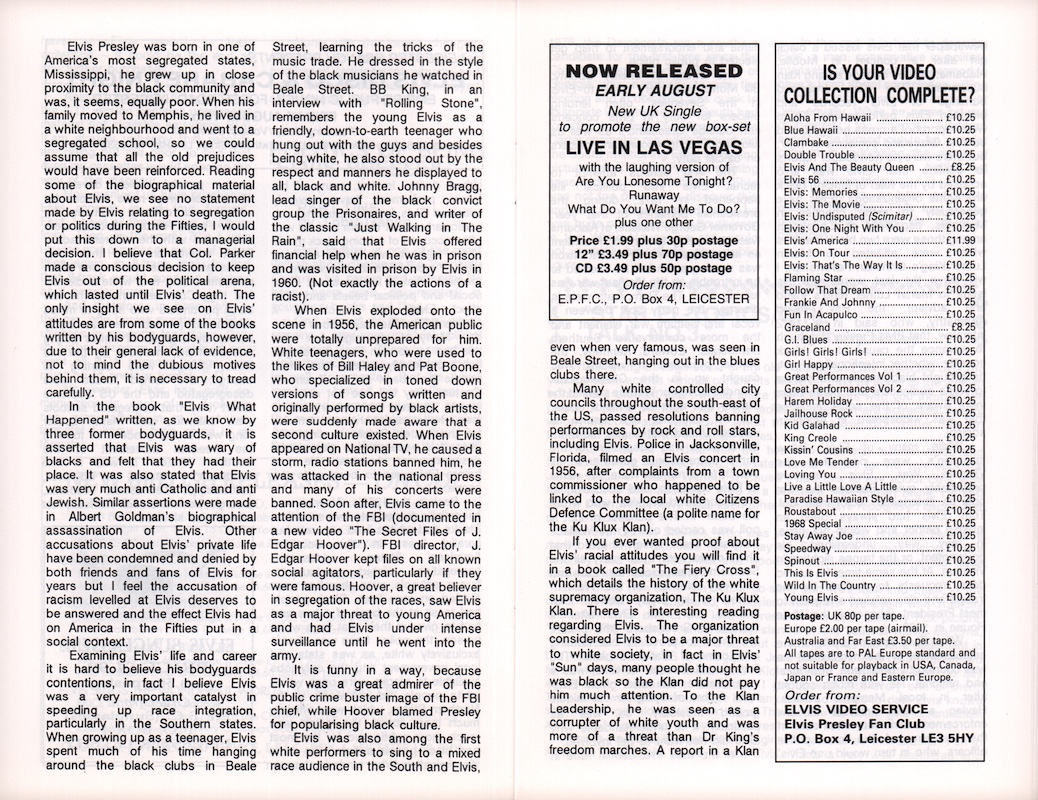 Elvis Presley was born in one of
America's most segregated states,
Mississippi, he grew up in close
proximity to the black community and
was, it seems, equally poor. When his
family moved to Memphis, he lived in
a white neighbourhood and went to a
segregated school, so we could
assume that all the old prejudices
would have been reinforced. Reading
some of the biographical material
about Elvis, we see no statement
made by Elvis relating to segregation
or politics during the Fifties, I would
put this down to a managerial
decision. I believe that Col. Parker
made a conscious decision to keep
Elvis out of the political arena,
which lasted until Elvis' death. The
only insight we see on Elvis'
attitudes are from some of the books
written by his bodyguards, however,
due to their general lack of evidence,
not to mind the dubious motives
behind them, it is necessary to tread
carefully.
In the book "Elvis What
Happened" written, as we know by
three former bodyguards, it is
asserted that Elvis was wary of
blacks and felt that they had their
place. It was also stated that Elvis
was very much anti Catholic and anti
Jewish. Similar assertions were made
in Albert Goldman's biographical
assassination of Elvis. Other
accusations about Elvis' private life
have been condemned and denied by
both friends and fans of Elvis for
years but I feel the accusation of
racism levelled at Elvis deserves to
be answered and the effect Elvis had
on America in the Fifties put in a
social context.
Examining Elvis' life and career
it is hard to believe his bodyguards
contentions, in fact I believe Elvis
was a very important catalyst in
speeding up race integration,
particularly in the Southern states.
When growing up as a teenager, Elvis
spent much of his time hanging
around the black clubs in Beale
Street, learning the tricks of the
music trade. He dressed in the style
of the black musicians he watched in
Beale Street. BB King, in an
interview with "Rolling Stone",
remembers the young Elvis as a
friendly, down-to-earth teenager who
hung out with the guys and besides
being white, he also stood out by the
respect and manners he displayed to
all, black and white. Johnny Bragg,
lead singer of the black convict
group the Prisonaires, and writer of
the classic "Just Walking in The
Rain", said that Elvis offered
financial help when he was in prison
and was visited in prison by Elvis in
1960. (Not exactly the actions of a
racist).
When Elvis exploded onto the
scene in 1956, the American public
were totally unprepared for him.
White teenagers, who were used to
the likes of Bill Haley and Pat Boone,
who specialized in toned down
versions of songs written and
originally performed by black artists,
were suddenly made aware that a
second culture existed. When Elvis
appeared on National TV, he caused a
storm, radio stations banned him, he
was attacked in the national press
and many of his concerts were
banned. Soon after, Elvis came to the
attention of the FBI (documented in
a new video "The Secret Files of J.
Edgar Hoover"). FBI director, J.
Edgar Hoover kept files on all known
social agitators, particularly if they
were famous. Hoover, a great believer
in segregation of the races, saw Elvis
as a major threat to young America
and had Elvis under intense
surveillance until he went into the
army.
It is funny in a way, because
Elvis was a great admirer of the
public crime buster image of the FBI
chief, while Hoover blamed Presley
for popularising black culture.
Elvis was also among the first
white performers to sing to a mixed
race audience in the South and Elvis,
NOW RELEASED
EARLY AUGUST
New UK Single
to promote the new box-set
LIVE IN LAS VEGAS
with the laughing version of
Are You Lonesome Tonight?
Runaway
What Do You Want Me To Do?
plus one other
Price £1.99 plus 30p postage
12" £3.49 plus 70p postage
CD £3.49 plus 50p postage
Order from:
E.P.F.C., P.O. Box 4, LEICESTER
even when very famous, was seen in
Beale Street, hanging out in the blues
clubs there.
Many white controlled city
councils throughout the south-east of
the US, passed resolutions banning
performances by rock and roll stars,
including Elvis. Police in Jacksonville,
Florida, filmed an Elvis concert in
1956, after complaints from a town
commissioner who happened to be
linked to the local white Citizens
Defence Committee (a polite name for
the Ku Klux Klan).
If you ever wanted proof about
Elvis' racial attitudes you will find it
in a book called "The Fiery Cross",
which details the history of the white
supremacy organization, The Ku Klux
Klan. There is interesting reading
regarding Elvis. The organization
considered Elvis to be a major threat
to white society, in fact in Elvis'
"Sun" days, many people thought he
was black so the Klan did not pay
him much attention. To the Klan
Leadership, he was seen as a
corrupter of white youth and was
more of a threat than Dr King's
freedom marches. A report in a Klan
IS YOUR VIDEO
COLLECTION COMPLETE?
Aloha From Hawaii ........ £10.25
Blue Hawaii ........ £10.25
Clambake ........ £10.25
Double Trouble ........ £10.25
Elvis And The Beauty Queen ........ £8.25
Elvis 56 ........ £10.25
Elvis: Memories ........ £10.25
Elvis: The Movie ........ £10.25
Elvis: Undisputed (Scimitar) ........ £10.25
Elvis: One Night With You ........ £10.25
Elvis' America ........ £11.99
Elvis: On Tour ........ £10.25
Elvis: That's The Way It Is ........ £10.25
Flaming Star ........ £10.25
Follow That Dream ........ £10.25
Frankie And Johnny ........ £10.25
Fun In Acapulco ........ £10.25
Graceland ........ £8.25
G.I. Blues ........ £10.25
Girls! Girls! Girls! ........ £10.25
Girl Happy ........ £10.25
Great Performances Vol 1 ........ £10.25
Great Performances Vol 2 ........ £10.25
Harem Holiday ........ £10.25
Jailhouse Rock ........ £10.25
Kid Galahad ........ £10.25
King Creole ........ £10.25
Kissin' Cousins ........ £10.25
Love Me Tender ........ £10.25
Loving You ........ £10.25
Live a Little Love A Little ........ £10.25
Paradise Hawaiian Style ........ £10.25
Roustabout ........ £10.25
1968 Special ........ £10.25
Stay Away Joe ........ £10.25
Speedway ........ £10.25
Spinout ........ £10.25
This Is Elvis ........ £10.25
Wild In The Country ........ £10.25
Young Elvis ........ £10.25
Postage: UK 80p per tape.
Europe £2.00 per tape (airmail).
Australia and Far East £3.50 per tape.
All tapes are to PAL Europe standard and
not suitable for playback in USA, Canada,
Japan or France and Eastern Europe.
Order from:
ELVIS VIDEO SERVICE
Elvis Presley Fan Club
P.O. Box 4, Leicester LE3 5HY